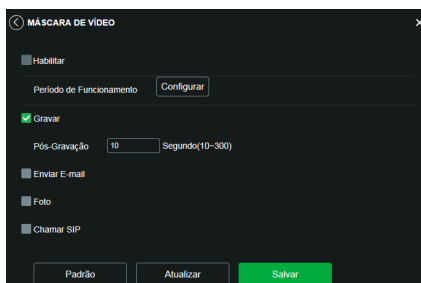 MÁSCARA DE VÍDEO
Habilitar
Período de Funcionamento Configurar
Gravar
Pós-Gravação 10 Segundo(10~300)
Enviar E-mail
Foto
Chamar SIP
Padrão Atualizar Salvar